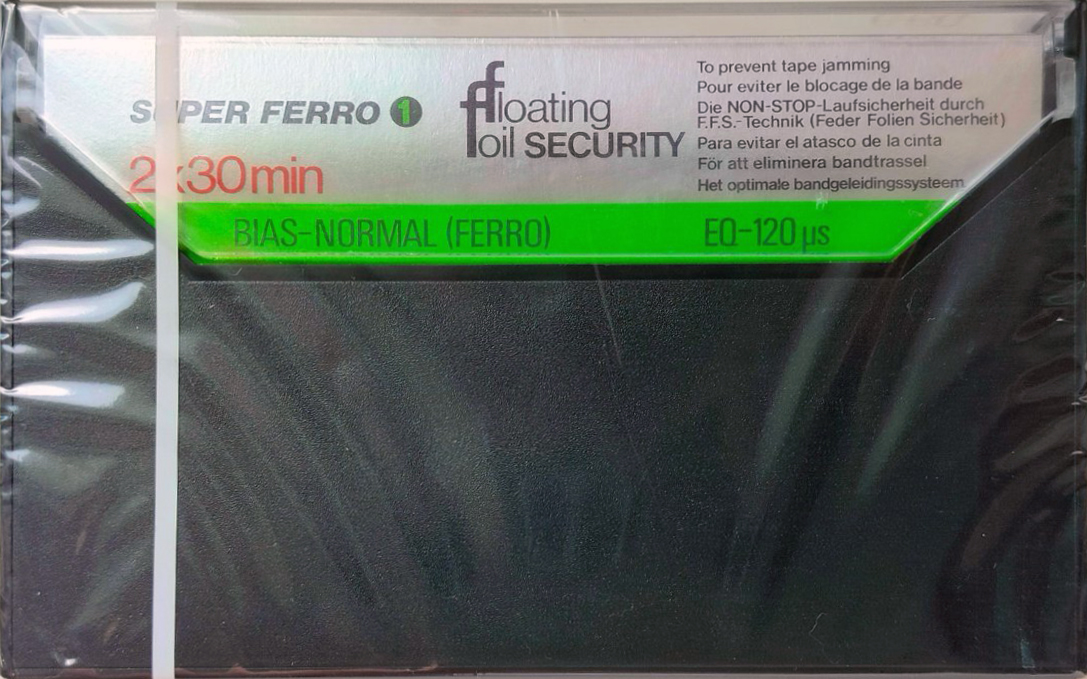 SUPER FERRO 1
2x30min
floating
foil SECURITY
To prevent tape jamming
Pour eviter le blocage de la bande
Die NON-STOP-Laufsicherheit durch
F.F.S.-Technik (Feder Folien Sicherheit)
Para evitar el atasco de la cinta
För att eliminera bandtrassel
Het optimale bandgeleidingssysteem
BIAS-NORMAL (FERRO)
EQ-120 µs